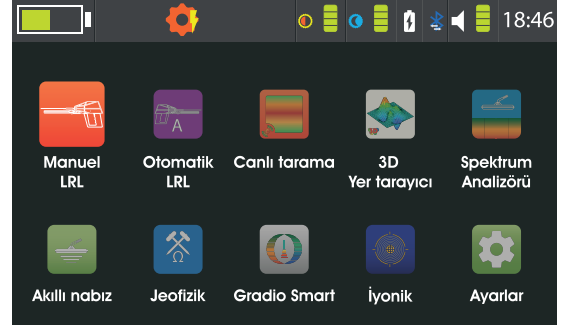 18:46
A
Manuel
LRL
Otomatik
LRL
Canlı tarama
3D
Yer tarayıcı
Spektrum
Analizörü
Ω
Akıllı nabız
Jeofizik
Gradio Smart
İyonik
Ayarlar